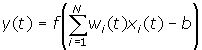 y(t) = f(∑_{i=1}^{N} w_i(t)x_i(t) − b)